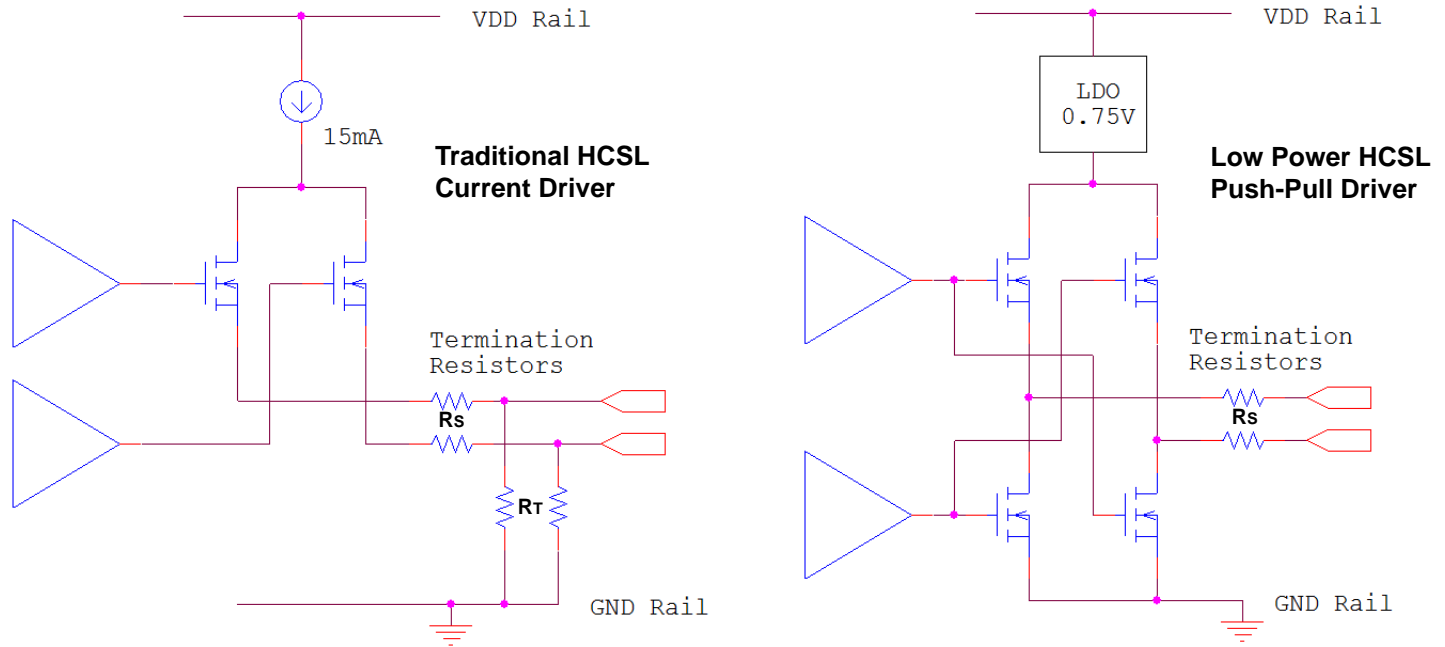 VDD Rail
15mA
Traditional HCSL
Current Driver
Termination
Resistors
Rs
RT
GND Rail
VDD Rail
LDO
0.75V
Low Power HCSL
Push-Pull Driver
Termination
Resistors
Rs
GND Rail